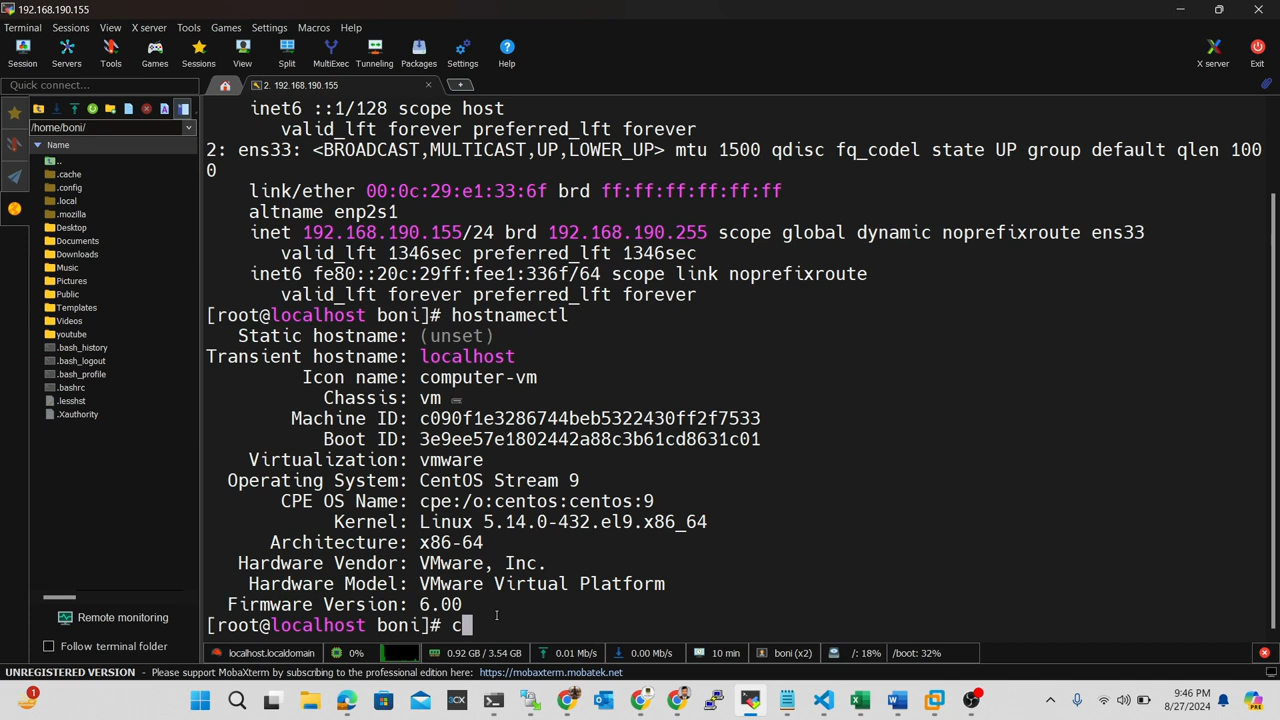 192.168.190.155
Terminal Sessions View X server Tools Games Settings Macros Help
Session Servers Tools Games Sessions View Split MultiExec Tunneling Packages Settings Help X server Exit
Quick connect...
2. 192.168.190.155
/home/boni/
Name
..
.cache
.config
.local
.mozilla
Desktop
Documents
Downloads
Music
Pictures
Public
Templates
Videos
youtube
.bash_history
.bash_logout
.bash_profile
.bashrc
.lesshst
.Xauthority
Remote monitoring
Follow terminal folder
inet6 ::1/128 scope host
valid_lft forever preferred_lft forever
2: ens33: <BROADCAST,MULTICAST,UP,LOWER_UP> mtu 1500 qdisc fq_codel state UP group default qlen 100
0
link/ether 00:0c:29:e1:33:6f brd ff:ff:ff:ff:ff:ff
altname enp2s1
inet 192.168.190.155/24 brd 192.168.190.255 scope global dynamic noprefixroute ens33
valid_lft 1346sec preferred_lft 1346sec
inet6 fe80::20c:29ff:fee1:336f/64 scope link noprefixroute
valid_lft forever preferred_lft forever
[root@localhost boni]# hostnamectl
Static hostname: (unset)
Transient hostname: localhost
Icon name: computer-vm
Chassis: vm
Machine ID: c090f1e3286744beb5322430ff2f7533
Boot ID: 3e9ee57e1802442a88c3b61cd8631c01
Virtualization: vmware
Operating System: CentOS Stream 9
CPE OS Name: cpe:/o:centos:centos:9
Kernel: Linux 5.14.0-432.el9.x86_64
Architecture: x86-64
Hardware Vendor: VMware, Inc.
Hardware Model: VMware Virtual Platform
Firmware Version: 6.00
[root@localhost boni]# c
localhost.localdomain 0% 0.92 GB / 3.54 GB 0.01 Mb/s 0.00 Mb/s 10 min boni (x2) /: 18% /boot: 32%
UNREGISTERED VERSION - Please support MobaXterm by subscribing to the professional edition here: https://mobaxterm.mobatek.net
1
3CX
9:46 PM
8/27/2024
PRE